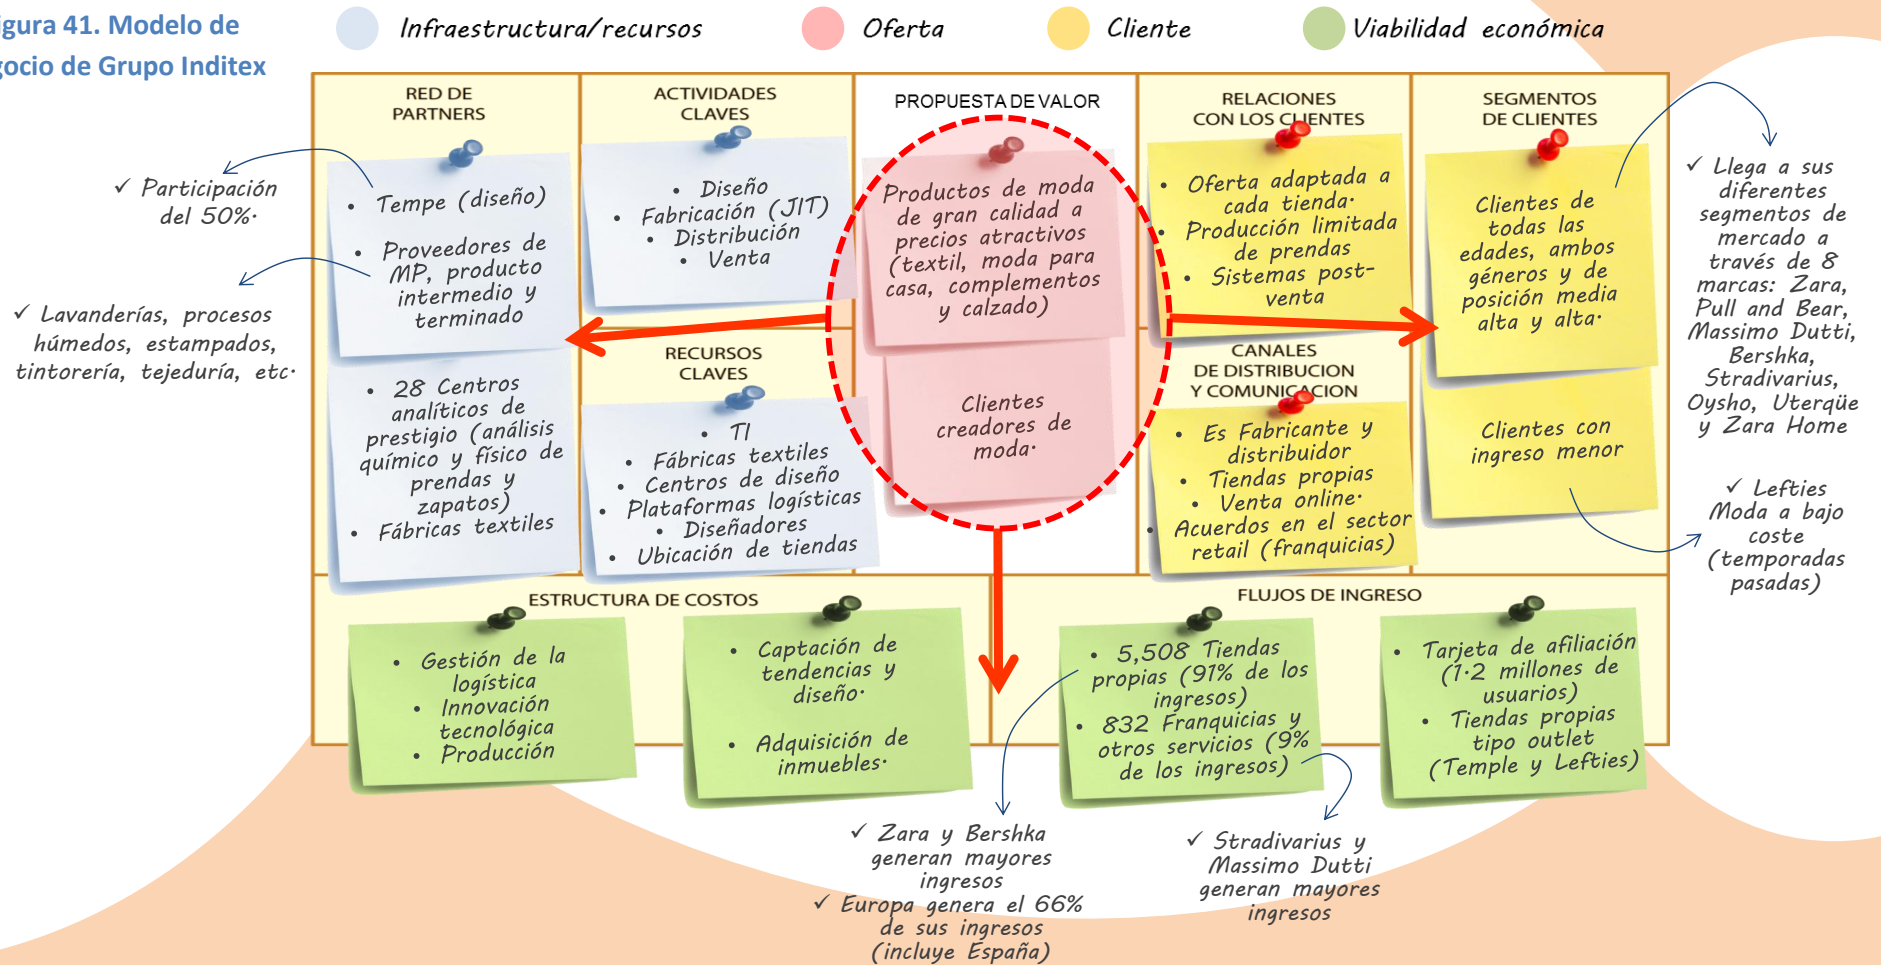 igura 41. Modelo de
gocio de Grupo Inditex
Infraestructura/recursos
Oferta
Cliente
Viabilidad económica
RED DE
PARTNERS
✓ Participación
del 50%·
• Tempe (diseño)
• Proveedores de
MP, producto
intermedio y
terminado
✓ Lavanderías, procesos
húmedos, estampados,
tintorería, tejeduría, etc·
• 28 Centros
analíticos de
prestigio (análisis
químico y físico de
prendas y
zapatos)
• Fábricas textiles
ACTIVIDADES
CLAVES
• Diseño
• Fabricación (JIT)
• Distribución
• Venta
RECURSOS
CLAVES
• TI
• Fábricas textiles
• Centros de diseño
• Plataformas logísticas
• Diseñadores
• Ubicación de tiendas
PROPUESTA DE VALOR
Productos de moda
de gran calidad a
precios atractivos
(textil, moda para
casa, complementos
y calzado)
Clientes
creadores de
moda·
RELACIONES
CON LOS CLIENTES
• Oferta adaptada a
cada tienda·
• Producción limitada
de prendas
• Sistemas post-
venta
CANALES
DE DISTRIBUCION
Y COMUNICACION
• Es Fabricante y
distribuidor
• Tiendas propias
• Venta online·
• Acuerdos en el sector
retail (franquicias)
SEGMENTOS
DE CLIENTES
Clientes de
todas las
edades, ambos
géneros y de
posición media
alta y alta·
Clientes con
ingreso menor
✓ Llega a sus
diferentes
segmentos de
mercado a
través de 8
marcas: Zara,
Pull and Bear,
Massimo Dutti,
Bershka,
Stradivarius,
Oysho, Uterqüe
y Zara Home
✓ Lefties
Moda a bajo
coste
(temporadas
pasadas)
ESTRUCTURA DE COSTOS
• Gestión de la
logística
• Innovación
tecnológica
• Producción
• Captación de
tendencias y
diseño·
• Adquisición de
inmuebles·
FLUJOS DE INGRESO
• 5,508 Tiendas
propias (91% de los
ingresos)
• 832 Franquicias y
otros servicios (9%
de los ingresos)
• Tarjeta de afiliación
(1·2 millones de
usuarios)
• Tiendas propias
tipo outlet
(Temple y Lefties)
✓ Zara y Bershka
generan mayores
ingresos
✓ Europa genera el 66%
de sus ingresos
(incluye España)
✓ Stradivarius y
Massimo Dutti
generan mayores
ingresos